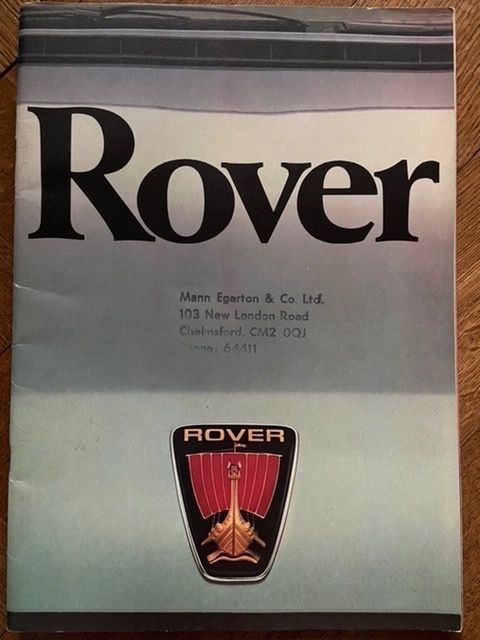 Rover
Mann Egerton & Co. Ltd.
103 New London Road
Chelmsford, CM2 0QJ
64411
ROVER